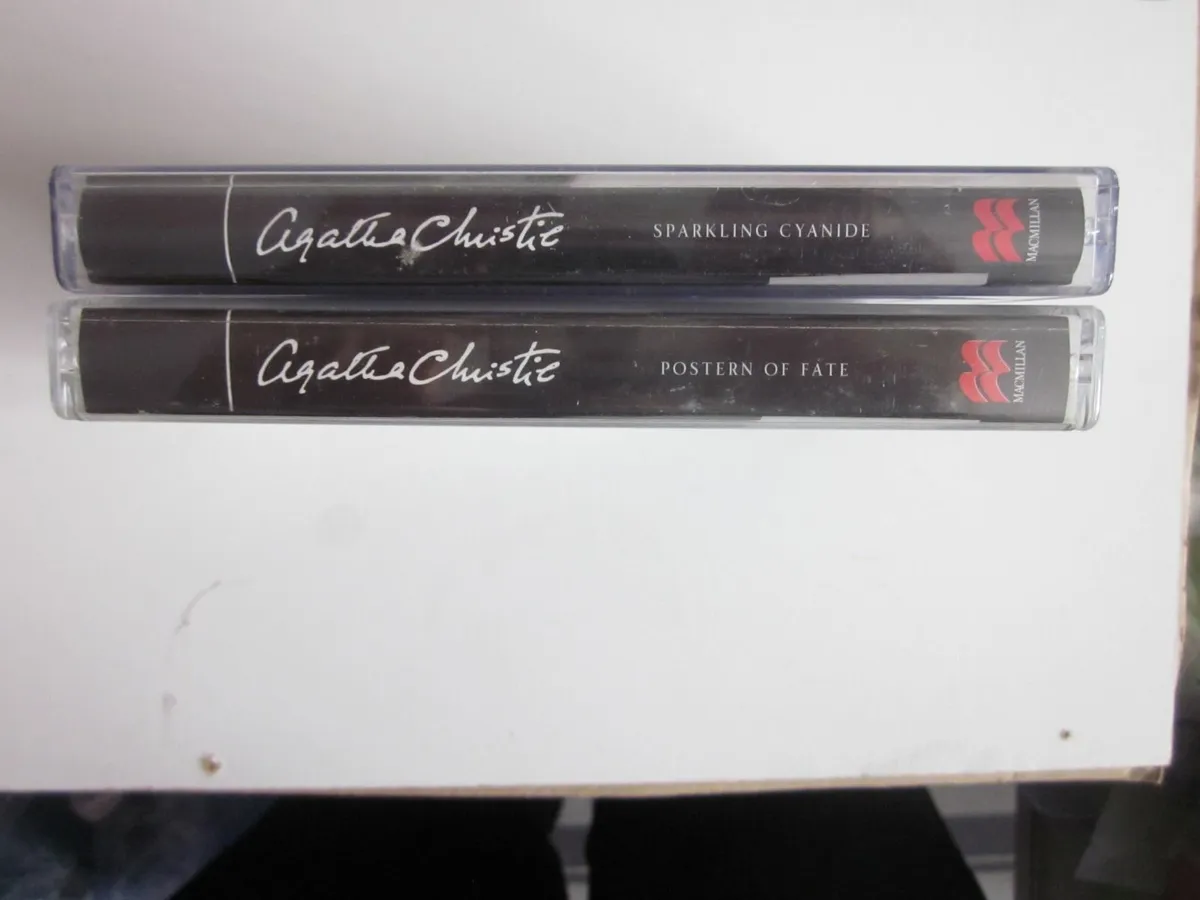 Agatha Christie SPARKLING CYANIDE MACMILLAN
Agatha Christie POSTERN OF FATE MACMILLAN